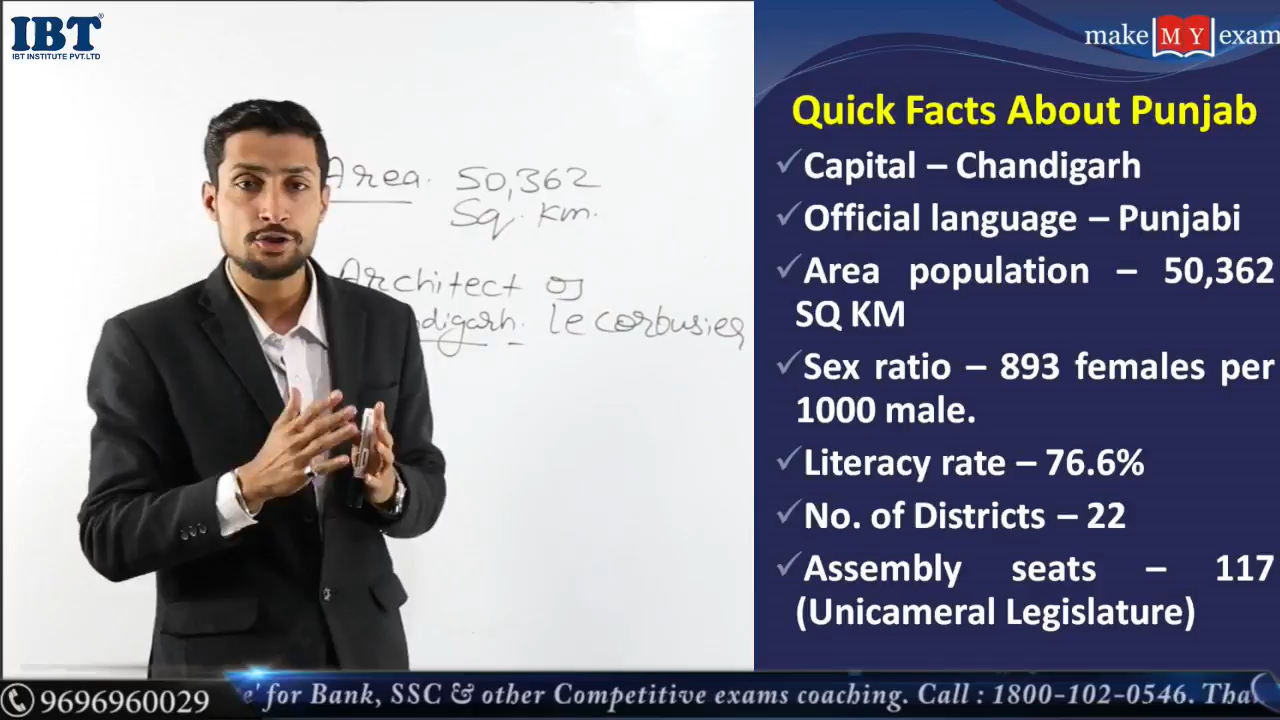 IBT
IBT INSTITUTE PVT.LTD
make MY exam
Area. 50,362
Sq. Km.
Architect of
digarh. le corbusier
Quick Facts About Punjab
✓Capital – Chandigarh
✓Official language – Punjabi
✓Area population – 50,362
SQ KM
✓Sex ratio – 893 females per
1000 male.
✓Literacy rate – 76.6%
✓No. of Districts – 22
✓Assembly seats – 117
(Unicameral Legislature)
9696960029
e' for Bank, SSC & other Competitive exams coaching. Call : 1800-102-0546. Tha